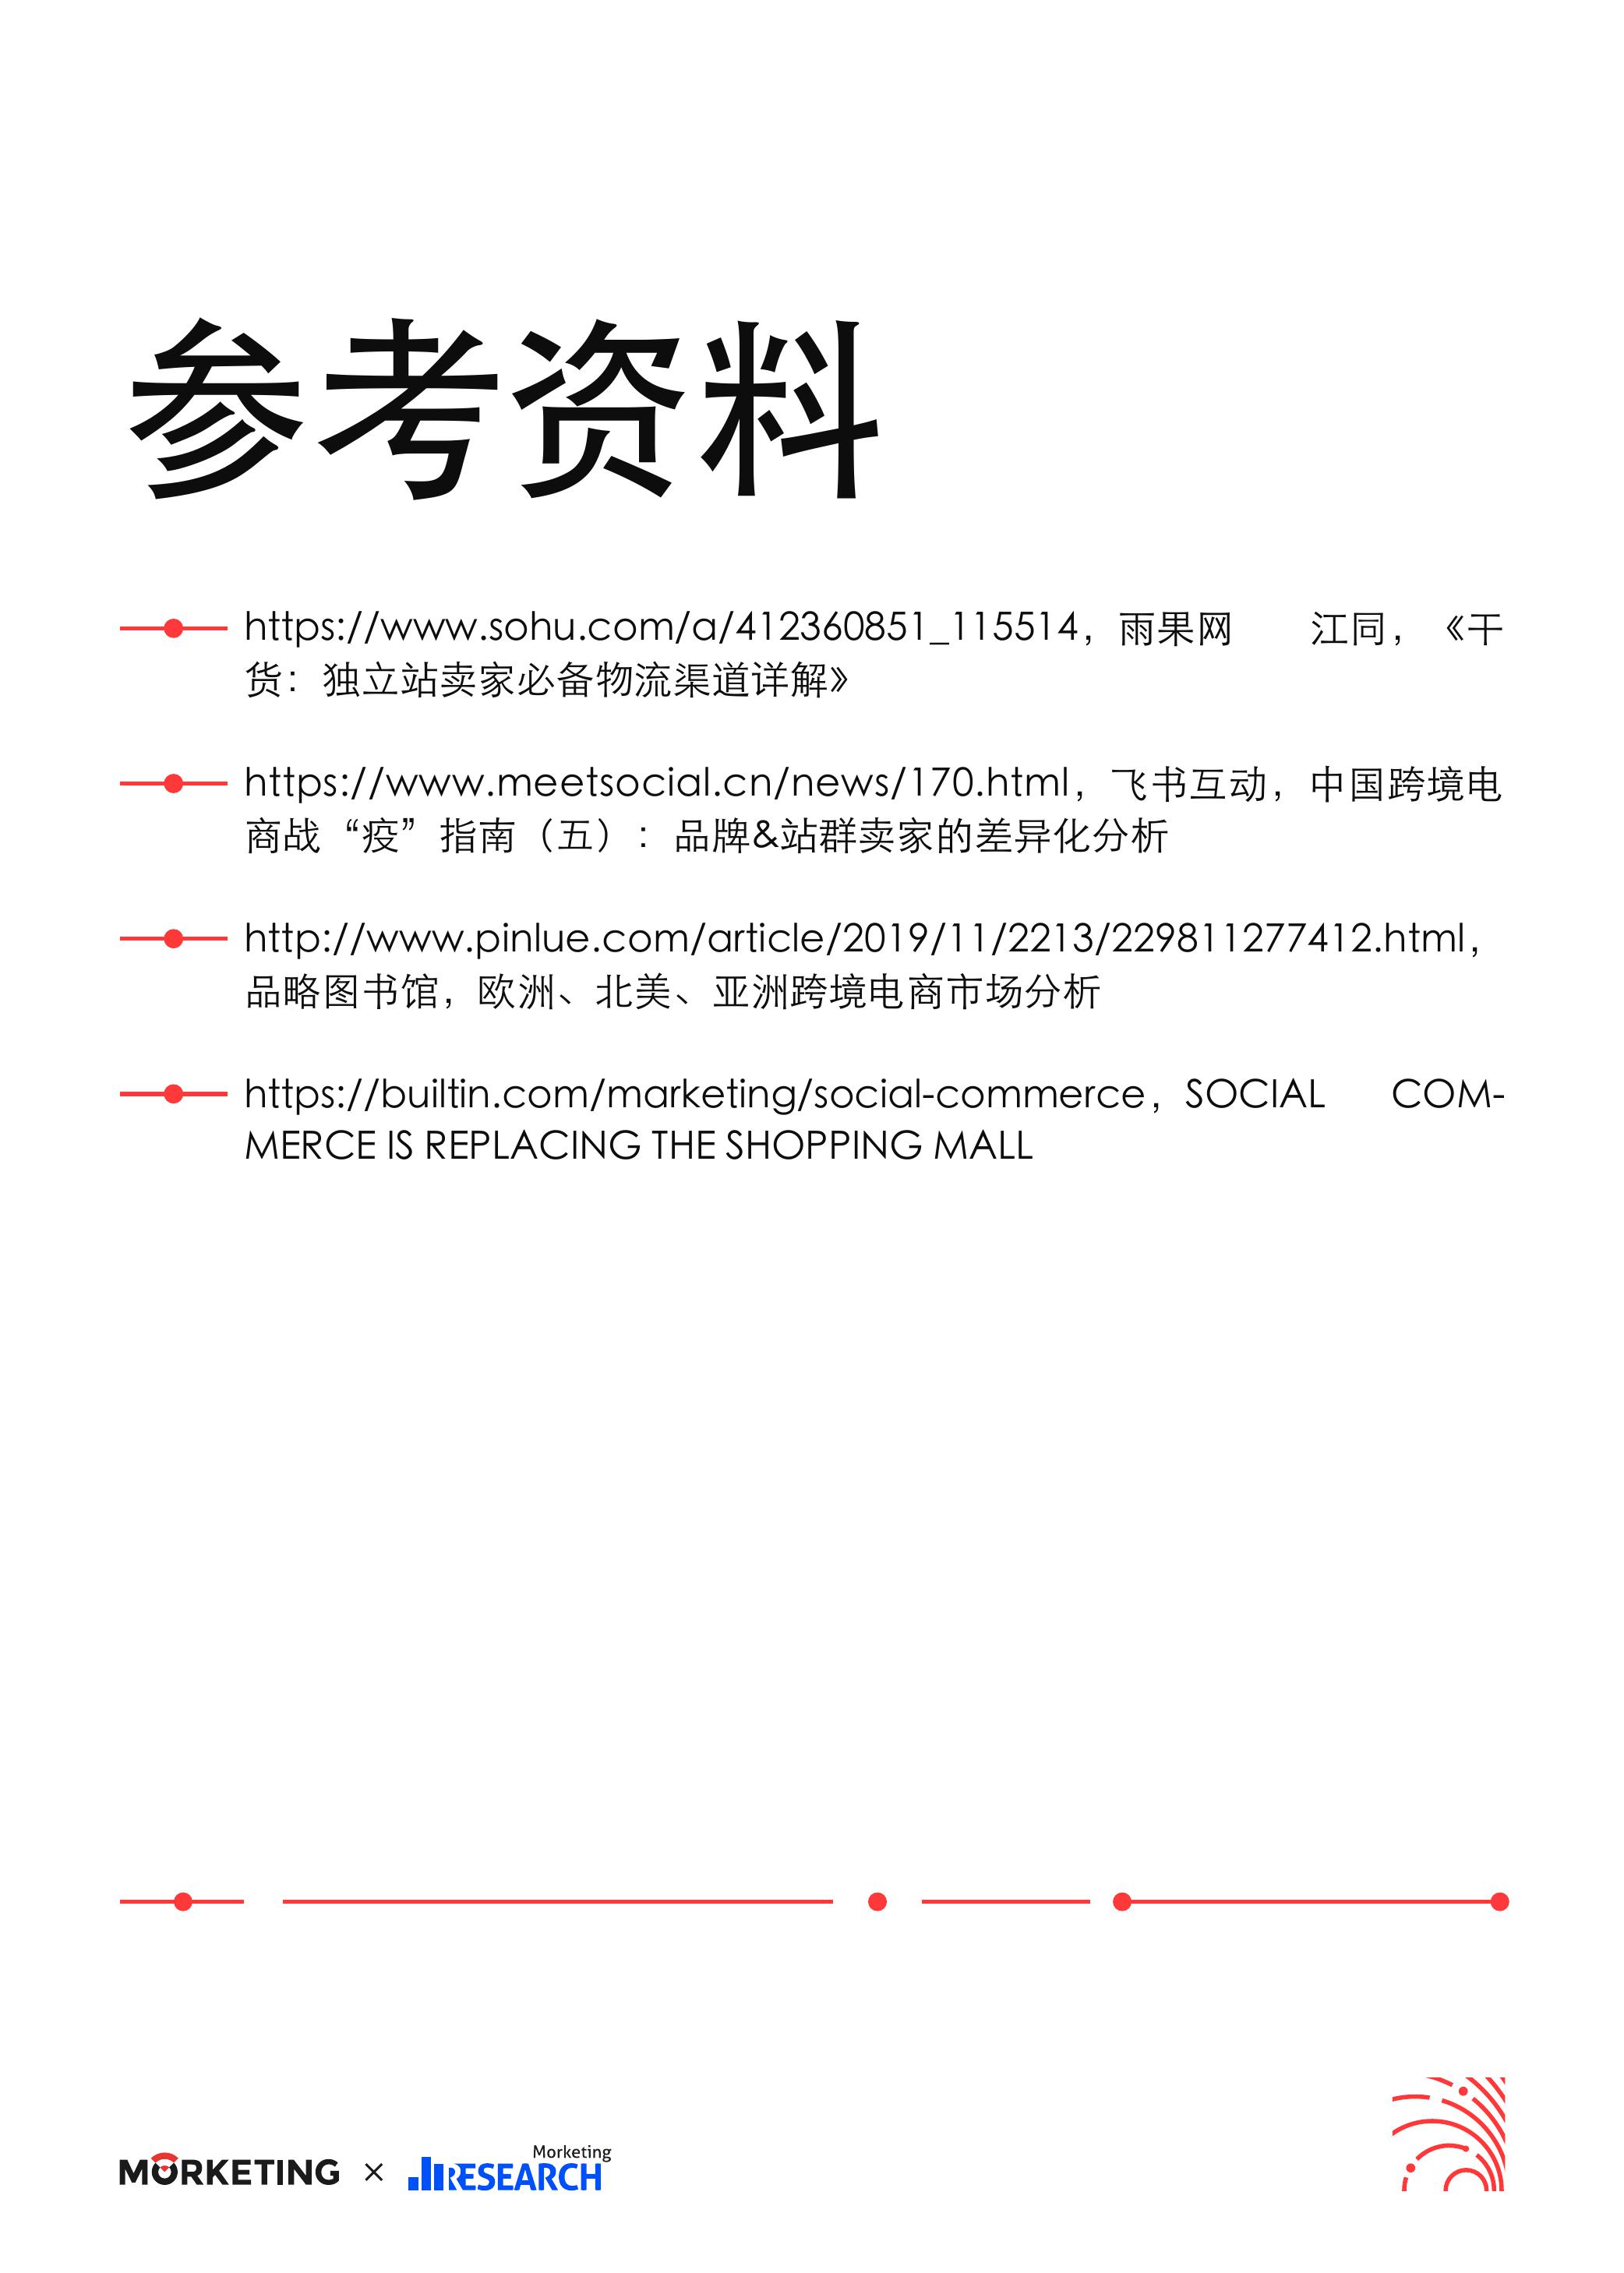 参考资料
https://www.sohu.com/a/412360851_115514，雨果网 江同，《干
货：独立站卖家必备物流渠道详解》
https://www.meetsocial.cn/news/170.html，飞书互动，中国跨境电
商战“疫”指南（五）：品牌&站群卖家的差异化分析
http://www.pinlue.com/article/2019/11/2213/229811277412.html，
品略图书馆，欧洲、北美、亚洲跨境电商市场分析
https://builtin.com/marketing/social-commerce，SOCIAL COM-
MERCE IS REPLACING THE SHOPPING MALL
MORKETING × Morketing RESEARCH